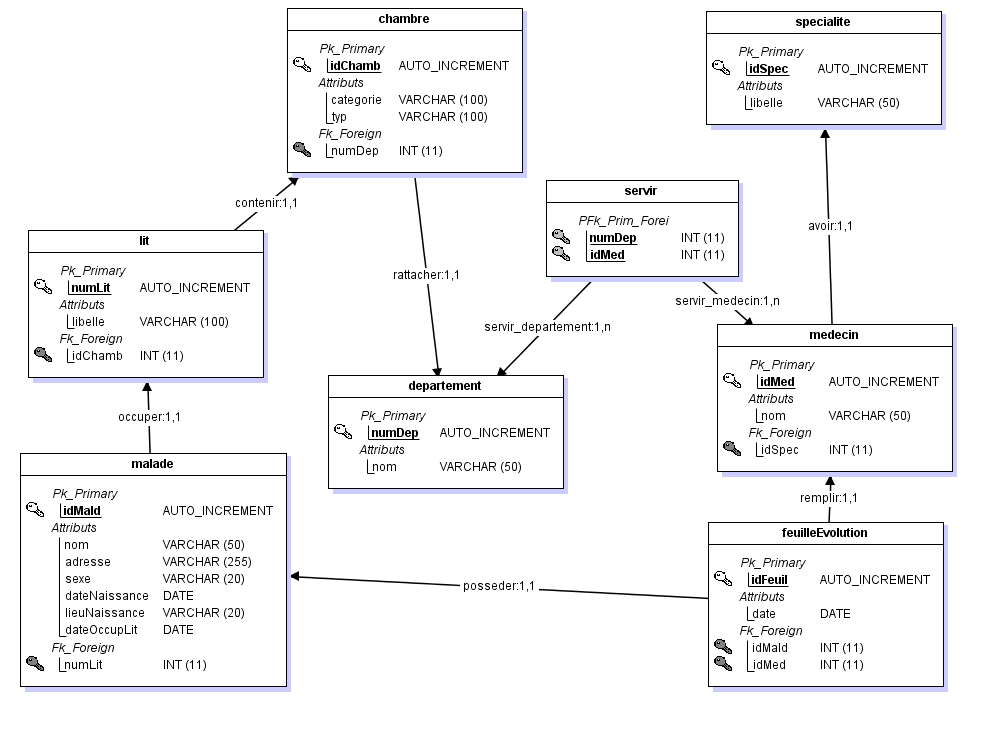 chambre
Pk_Primary
idChamb AUTO_INCREMENT
Attributs
categorie VARCHAR (100)
typ VARCHAR (100)
Fk_Foreign
numDep INT (11)
specialite
Pk_Primary
idSpec AUTO_INCREMENT
Attributs
libelle VARCHAR (50)
contenir:1,1
servir
PFk_Prim_Forei
numDep INT (11)
idMed INT (11)
avoir:1,1
lit
Pk_Primary
numLit AUTO_INCREMENT
Attributs
libelle VARCHAR (100)
Fk_Foreign
idChamb INT (11)
rattacher:1,1
servir_departement:1,n
servir_medecin:1,n
medecin
Pk_Primary
idMed AUTO_INCREMENT
Attributs
nom VARCHAR (50)
Fk_Foreign
idSpec INT (11)
departement
Pk_Primary
numDep AUTO_INCREMENT
Attributs
nom VARCHAR (50)
occuper:1,1
malade
Pk_Primary
idMald AUTO_INCREMENT
Attributs
nom VARCHAR (50)
adresse VARCHAR (255)
sexe VARCHAR (20)
dateNaissance DATE
lieuNaissance VARCHAR (20)
dateOccupLit DATE
Fk_Foreign
numLit INT (11)
posseder:1,1
remplir:1,1
feuilleEvolution
Pk_Primary
idFeuil AUTO_INCREMENT
Attributs
date DATE
Fk_Foreign
idMald INT (11)
idMed INT (11)